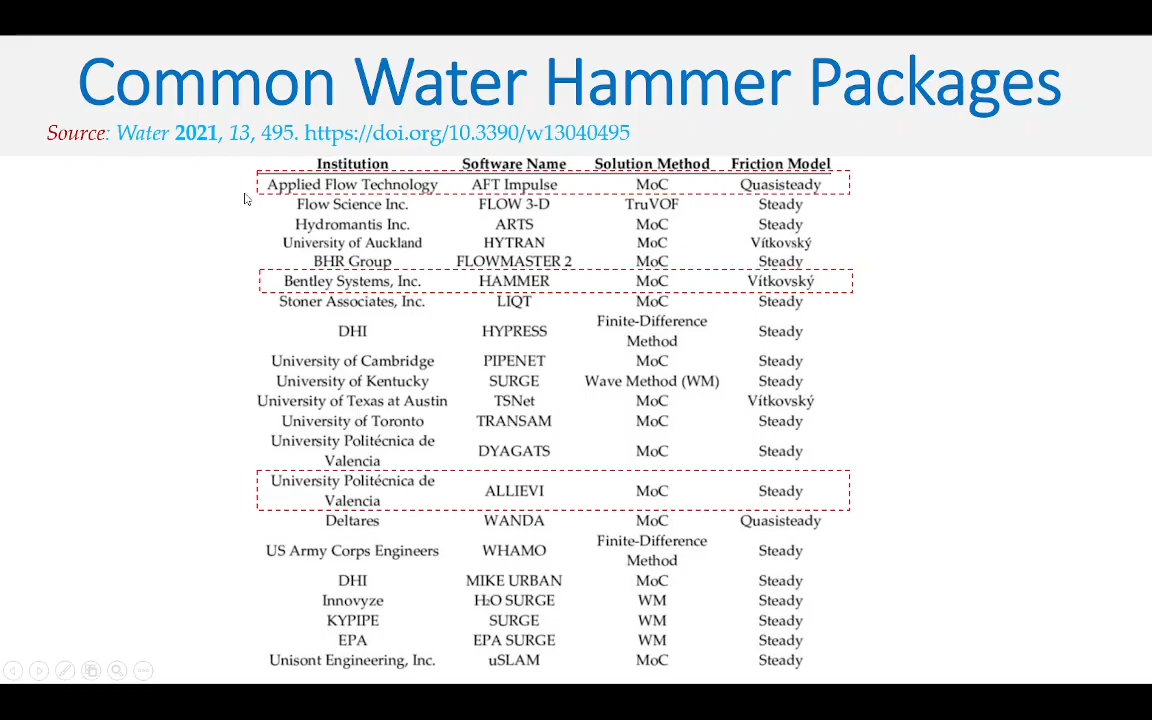 Common Water Hammer Packages
Source: Water 2021, 13, 495. https://doi.org/10.3390/w13040495
Institution Software Name Solution Method Friction Model
Applied Flow Technology AFT Impulse MoC Quasisteady
Flow Science Inc. FLOW 3-D TruVOF Steady
Hydromantis Inc. ARTS MoC Steady
University of Auckland HYTRAN MoC Vítkovský
BHR Group FLOWMASTER 2 MoC Steady
Bentley Systems, Inc. HAMMER MoC Vítkovský
Stoner Associates, Inc. LIQT MoC Steady
DHI HYPRESS Finite-Difference Method Steady
University of Cambridge PIPENET MoC Steady
University of Kentucky SURGE Wave Method (WM) Steady
University of Texas at Austin TSNet MoC Vítkovský
University of Toronto TRANSAM MoC Steady
University Politécnica de Valencia DYAGATS MoC Steady
University Politécnica de Valencia ALLIEVI MoC Steady
Deltares WANDA MoC Quasisteady
US Army Corps Engineers WHAMO Finite-Difference Method Steady
DHI MIKE URBAN MoC Steady
Innovyze H₂O SURGE WM Steady
KYPIPE SURGE WM Steady
EPA EPA SURGE WM Steady
Unisont Engineering, Inc. uSLAM MoC Steady